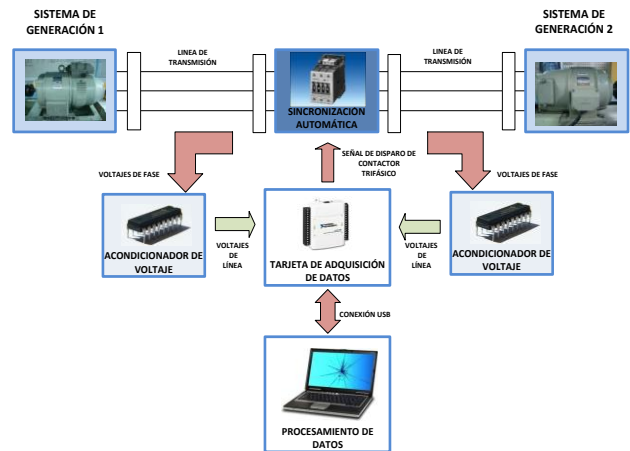 SISTEMA DE
GENERACIÓN 1
SISTEMA DE
GENERACIÓN 2
LINEA DE
TRANSMISIÓN
LINEA DE
TRANSMISIÓN
SINCRONIZACION
AUTOMÁTICA
SEÑAL DE DISPARO DE
CONTACTOR
TRIFÁSICO
VOLTAJES DE FASE
VOLTAJES DE FASE
ACONDICIONADOR DE
VOLTAJE
VOLTAJES
DE
LÍNEA
TARJETA DE ADQUISICIÓN
DE DATOS
VOLTAJES
DE
LÍNEA
ACONDICIONADOR DE
VOLTAJE
CONEXIÓN USB
PROCESAMIENTO DE
DATOS